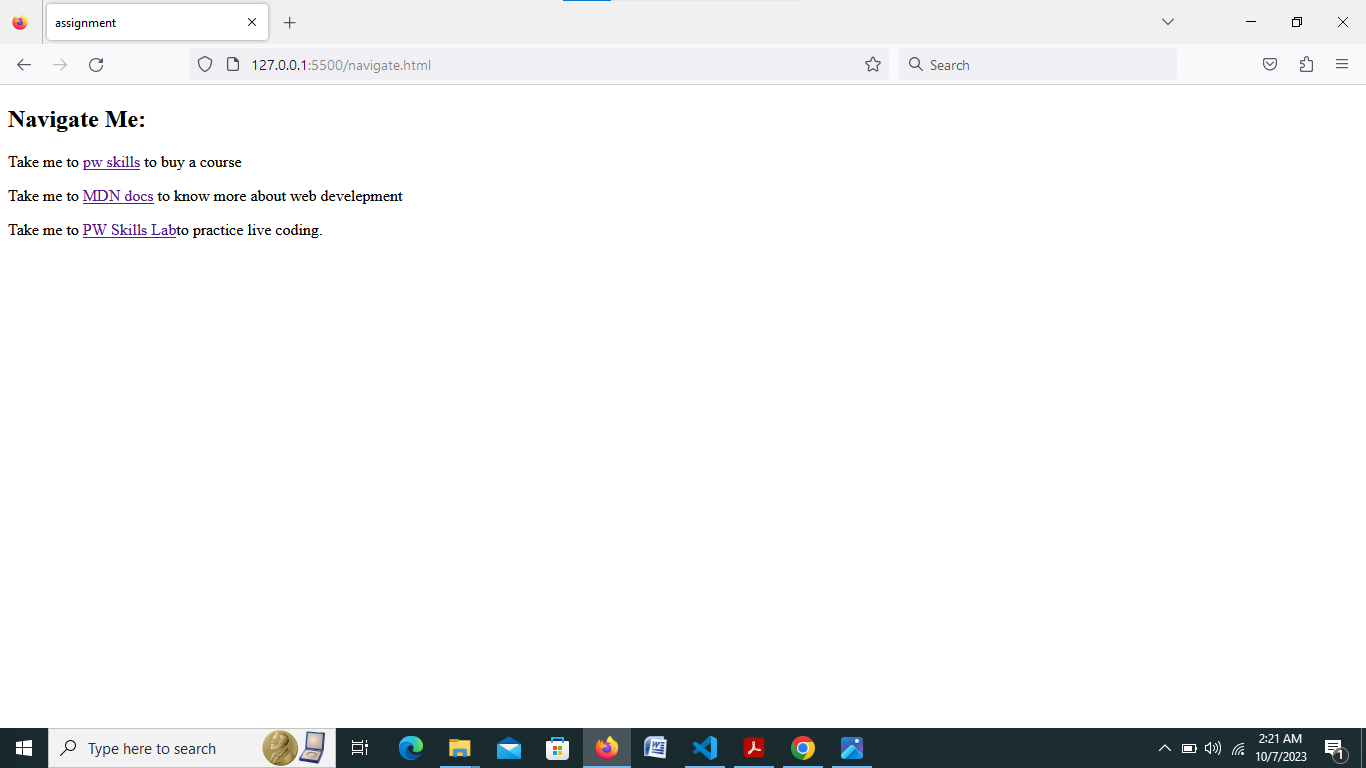 assignment
127.0.0.1:5500/navigate.html
Search
Navigate Me:
Take me to pw skills to buy a course
Take me to MDN docs to know more about web develepment
Take me to PW Skills Labto practice live coding.
Type here to search
2:21 AM
10/7/2023
1